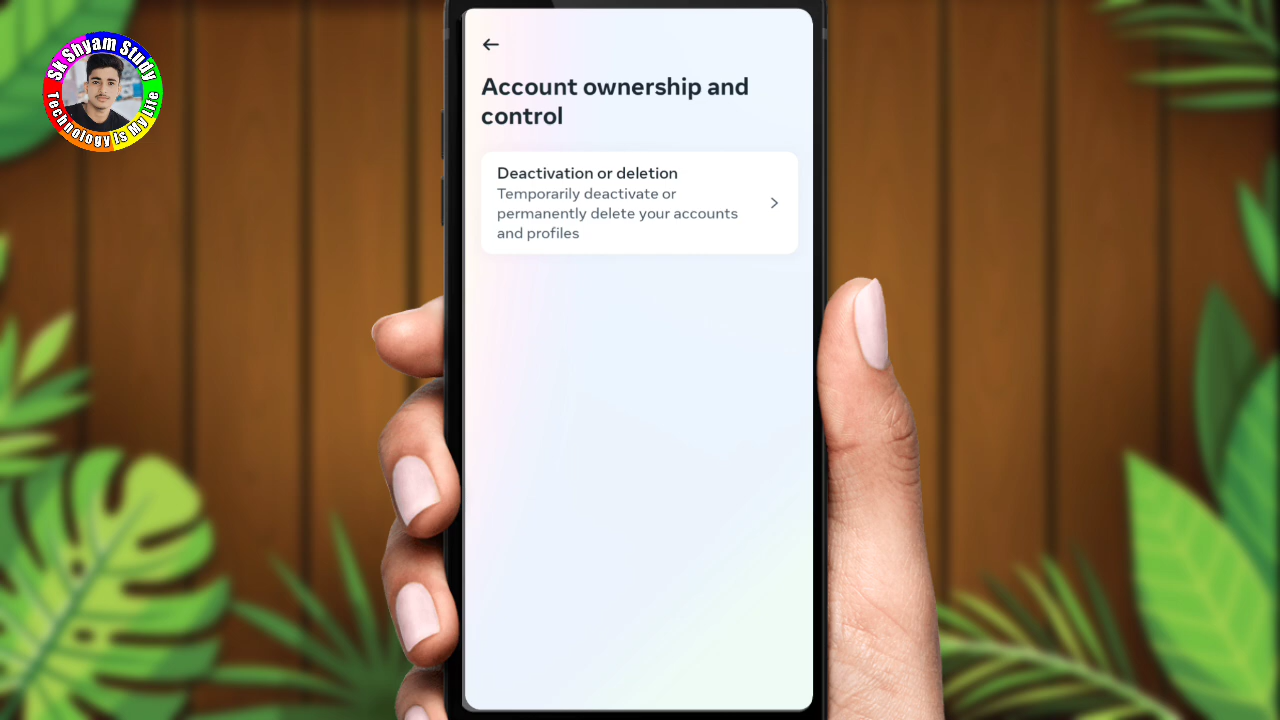 Sk Shyam Study
Technology Is My Life
Account ownership and
control
Deactivation or deletion
Temporarily deactivate or
permanently delete your accounts
and profiles